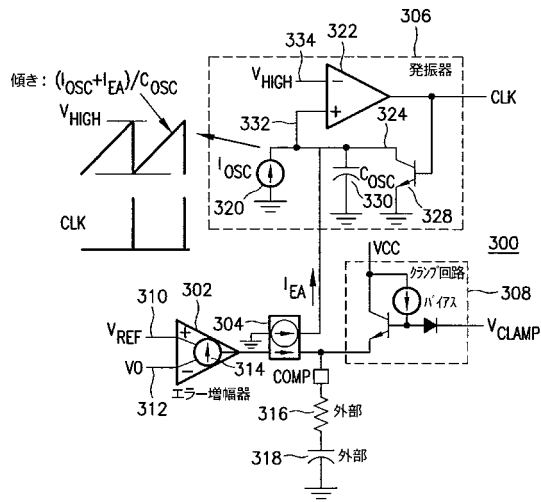 傾き：(IOSC+IEA)/COSC
VHIGH
CLK
334
322
306
VHIGH
発振器
CLK
332
324
IOSC
COSC
320
330
328
300
VCC
クランプ回路
308
バイアス
VCLAMP
IEA
302
304
310
VREF
VO
312
314
エラー増幅器
COMP
316
外部
318
外部